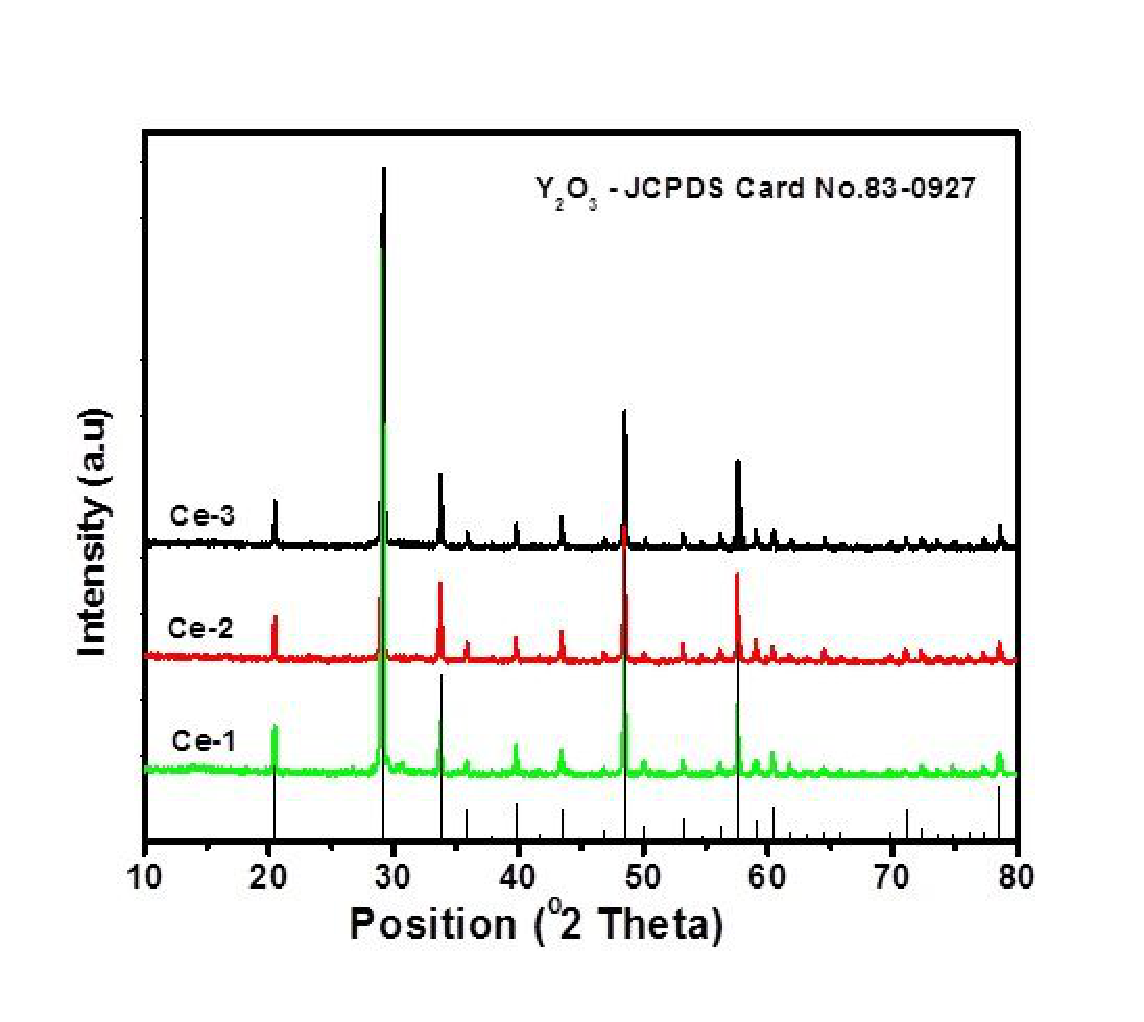 Y₂O₃ - JCPDS Card No.83-0927
Intensity (a.u)
Ce-3
Ce-2
Ce-1
10 20 30 40 50 60 70 80
Position (⁰2 Theta)